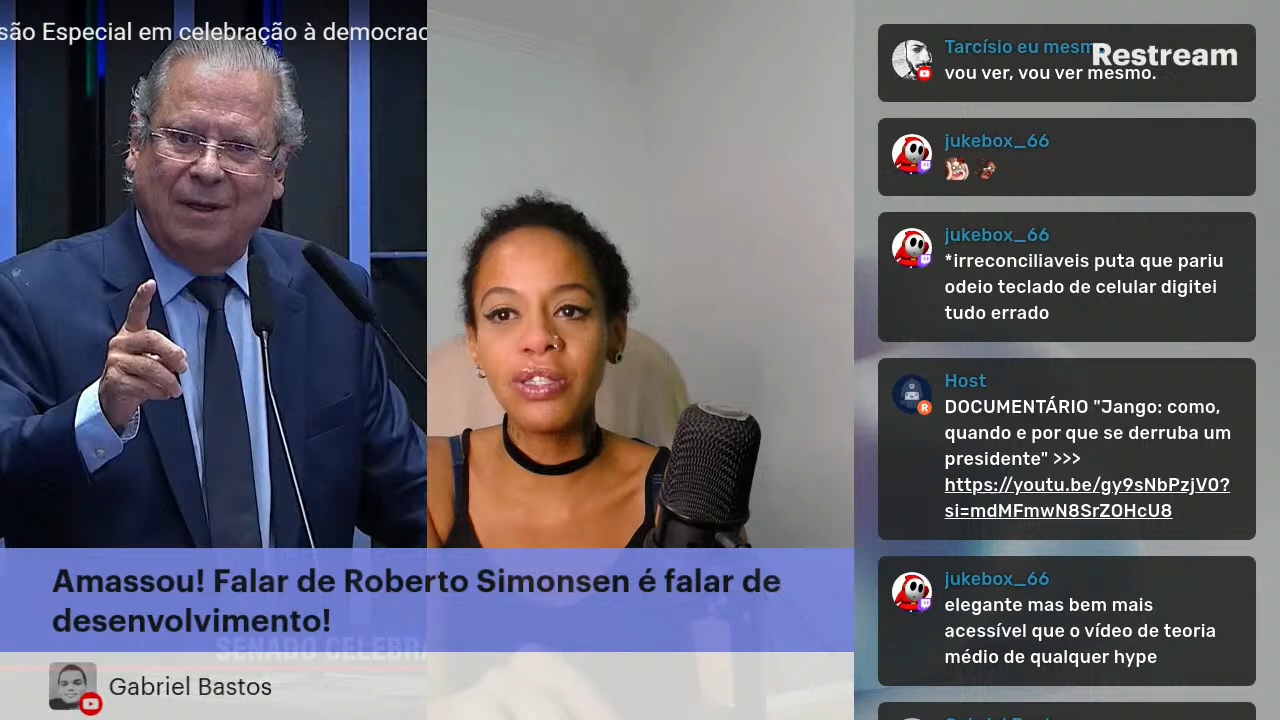 são Especial em celebração à democrac
Amassou! Falar de Roberto Simonsen é falar de
desenvolvimento!
SENADO CELEBRA
Gabriel Bastos
Restream
Tarcísio eu mesm
vou ver, vou ver mesmo.
jukebox_66
jukebox_66
*irreconciliaveis puta que pariu
odeio teclado de celular digitei
tudo errado
Host
DOCUMENTÁRIO "Jango: como,
quando e por que se derruba um
presidente" >>>
https://youtu.be/gy9sNbPzjV0?
si=mdMFmwN8SrZOHcU8
jukebox_66
elegante mas bem mais
acessível que o vídeo de teoria
médio de qualquer hype